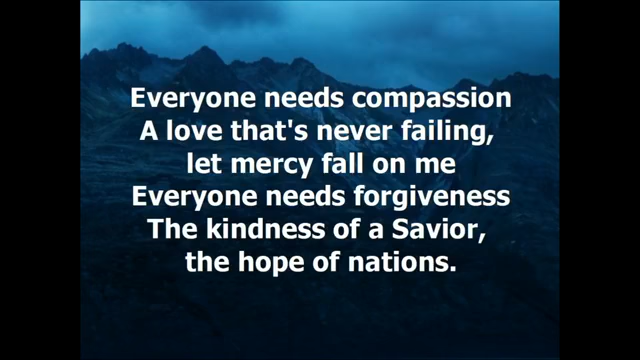 Everyone needs compassion
A love that's never failing,
let mercy fall on me
Everyone needs forgiveness
The kindness of a Savior,
the hope of nations.